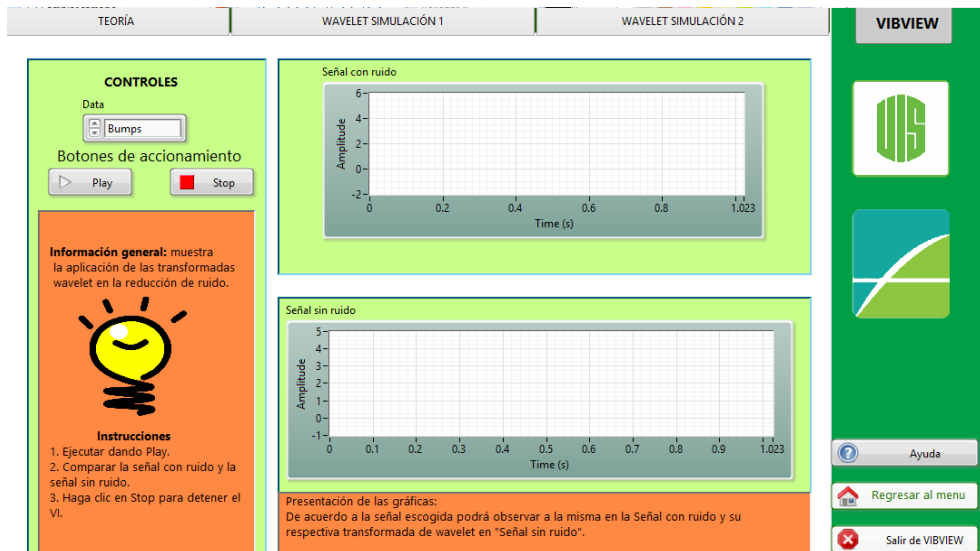 TEORÍA
WAVELET SIMULACIÓN 1
WAVELET SIMULACIÓN 2
VIBVIEW
CONTROLES
Data
Bumps
Botones de accionamiento
Play
Stop
Información general: muestra
la aplicación de las transformadas
wavelet en la reducción de ruido.
Instrucciones
1. Ejecutar dando Play.
2. Comparar la señal con ruido y la
señal sin ruido.
3. Haga clic en Stop para detener el
VI.
Señal con ruido
Amplitude
6
4
2
0
-2
0 0.2 0.4 0.6 0.8 1.023
Time (s)
Señal sin ruido
Amplitude
5
4
3
2
1
0
-1
0 0.1 0.2 0.3 0.4 0.5 0.6 0.7 0.8 0.9 1.023
Time (s)
Presentación de las gráficas:
De acuerdo a la señal escogida podrá observar a la misma en la Señal con ruido y su
respectiva transformada de wavelet en "Señal sin ruido".
UIS
Ayuda
Regresar al menu
Salir de VIBVIEW